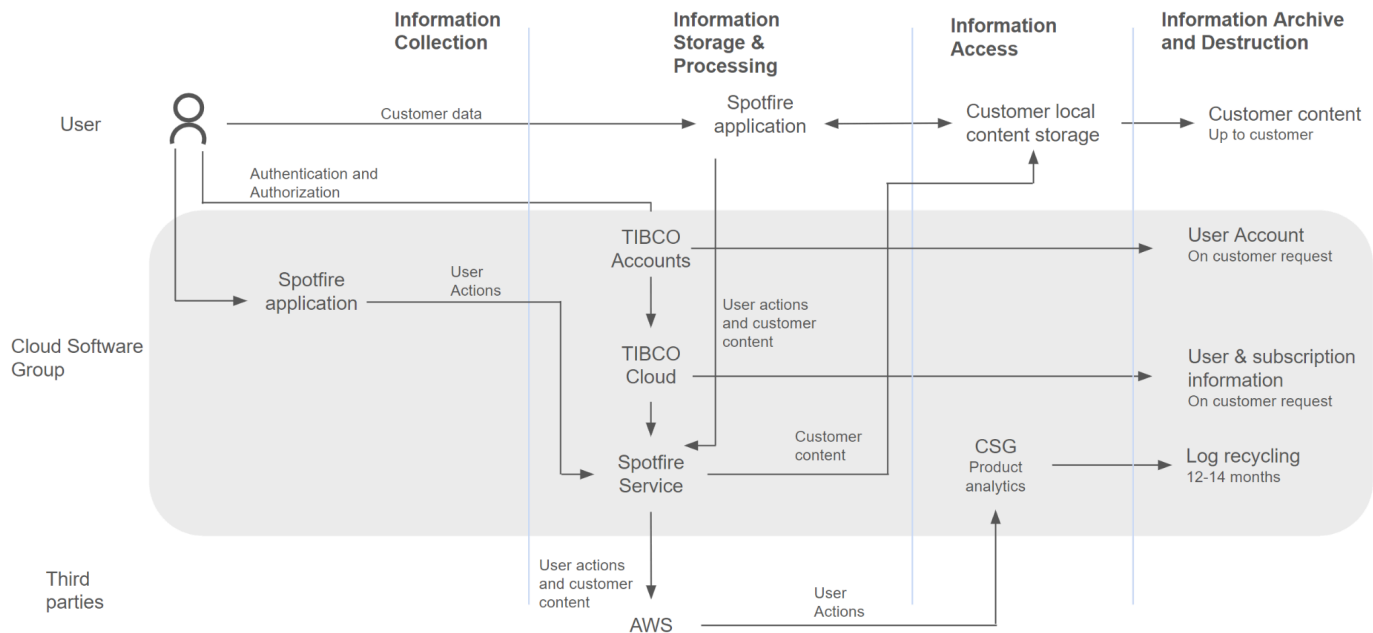 Information
Collection
Information
Storage &
Processing
Information
Access
Information Archive
and Destruction
User
Customer data
Spotfire
application
Customer local
content storage
Customer content
Up to customer
Authentication and
Authorization
Cloud Software
Group
Spotfire
application
User
Actions
TIBCO
Accounts
User Account
On customer request
User actions
and customer
content
TIBCO
Cloud
User & subscription
information
On customer request
Spotfire
Service
Customer
content
CSG
Product
analytics
Log recycling
12-14 months
Third
parties
User actions
and customer
content
AWS
User
Actions